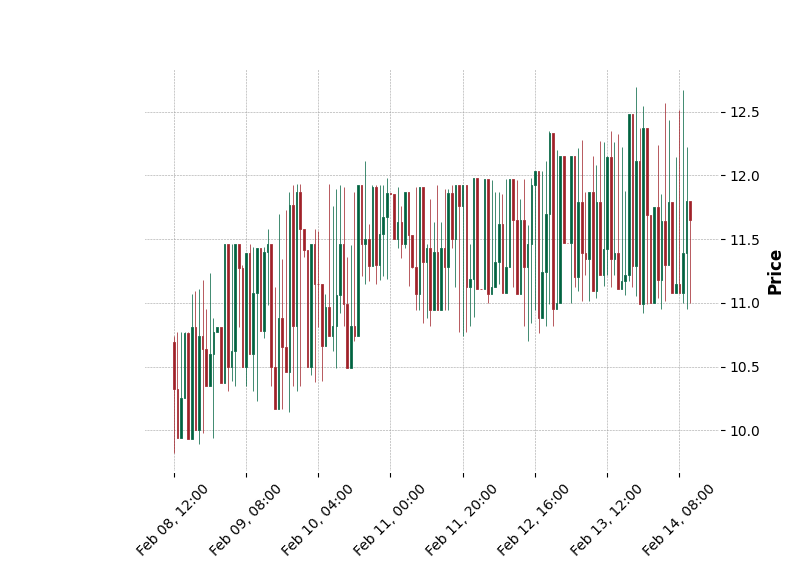 12.5
12.0
11.5
11.0
10.5
10.0
Price
Feb 08, 12:00
Feb 09, 08:00
Feb 10, 04:00
Feb 11, 00:00
Feb 11, 20:00
Feb 12, 16:00
Feb 13, 12:00
Feb 14, 08:00